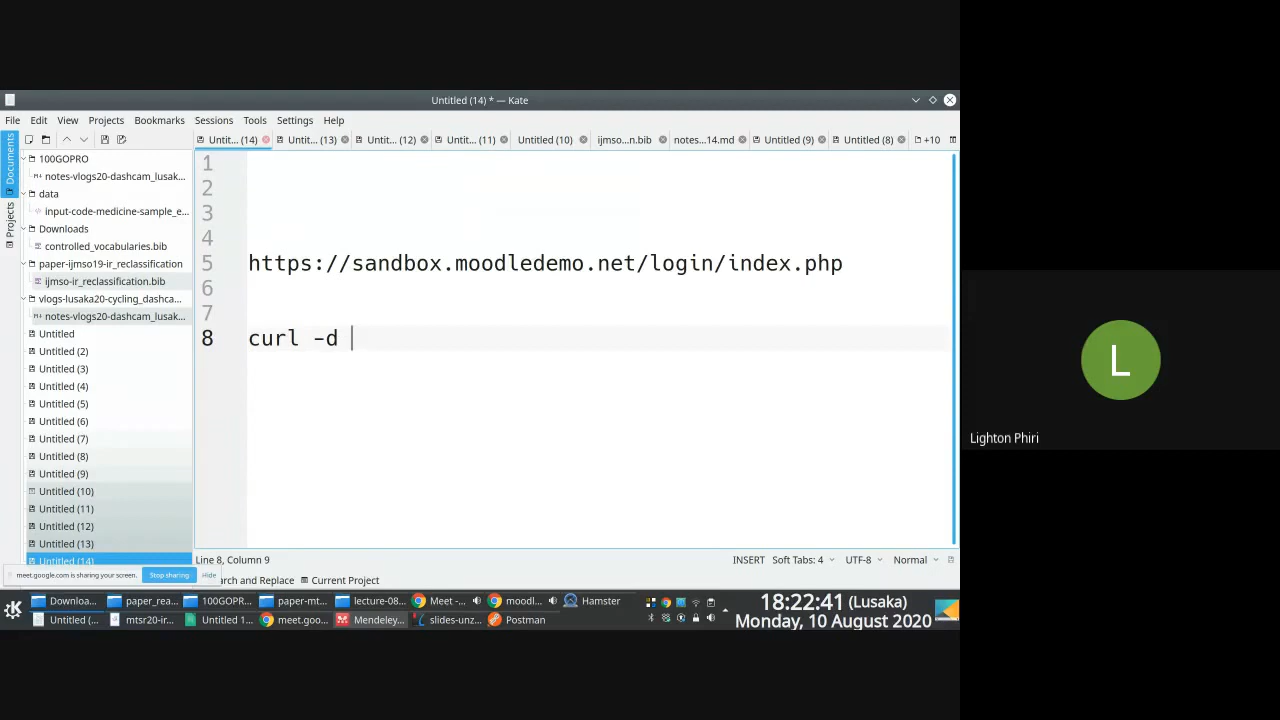 Untitled (14) * — Kate
File Edit View Projects Bookmarks Sessions Tools Settings Help
Untit... (14) Untit... (13) Untit... (12) Untit... (11) Untitled (10) ijmso...n.bib notes...14.md Untitled (9) Untitled (8) +10
Documents
Projects
100GOPRO
notes-vlogs20-dashcam_lusak...
data
input-code-medicine-sample_e...
Downloads
controlled_vocabularies.bib
paper-ijmso19-ir_reclassification
ijmso-ir_reclassification.bib
vlogs-lusaka20-cycling_dashca...
notes-vlogs20-dashcam_lusak...
Untitled
Untitled (2)
Untitled (3)
Untitled (4)
Untitled (5)
Untitled (6)
Untitled (7)
Untitled (8)
Untitled (9)
Untitled (10)
Untitled (11)
Untitled (12)
Untitled (13)
Untitled (14)
1
2
3
4
5 https://sandbox.moodledemo.net/login/index.php
6
7
8 curl -d
Lighton Phiri
L
Line 8, Column 9 INSERT Soft Tabs: 4 UTF-8 Normal
meet.google.com is sharing your screen. Stop sharing Hide
arch and Replace Current Project
Downloa... paper_rea... 100GOPR... paper-mt... lecture-08... Meet -... moodl... Hamster
Untitled (... mtsr20-ir... Untitled 1... meet.goo... Mendeley... slides-unz... Postman
18:22:41 (Lusaka)
Monday, 10 August 2020